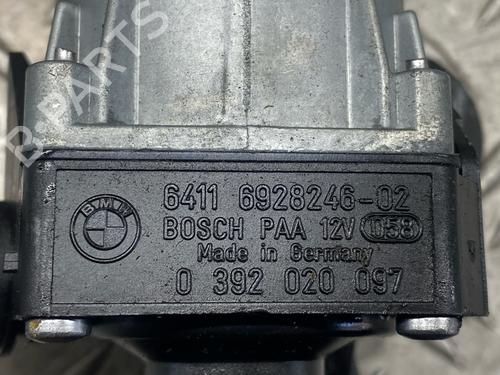 B-PARTS
BMW
6411 6928246-02
BOSCH PAA 12V 058
Made in Germany
0 392 020 097